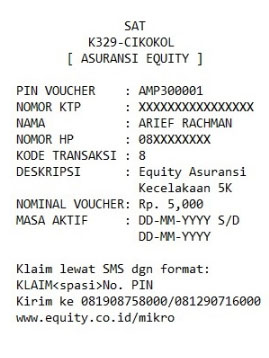 SAT
K329-CIKOKOL
[ ASURANSI EQUITY ]
PIN VOUCHER : AMP300001
NOMOR KTP : XXXXXXXXXXXXXXXX
NAMA : ARIEF RACHMAN
NOMOR HP : 08XXXXXXXX
KODE TRANSAKSI : 8
DESKRIPSI : Equity Asuransi
Kecelakaan 5K
NOMINAL VOUCHER: Rp. 5,000
MASA AKTIF : DD-MM-YYYY S/D
DD-MM-YYYY
Klaim lewat SMS dgn format:
KLAIM<spasi>No. PIN
Kirim ke 081908758000/081290716000
www.equity.co.id/mikro